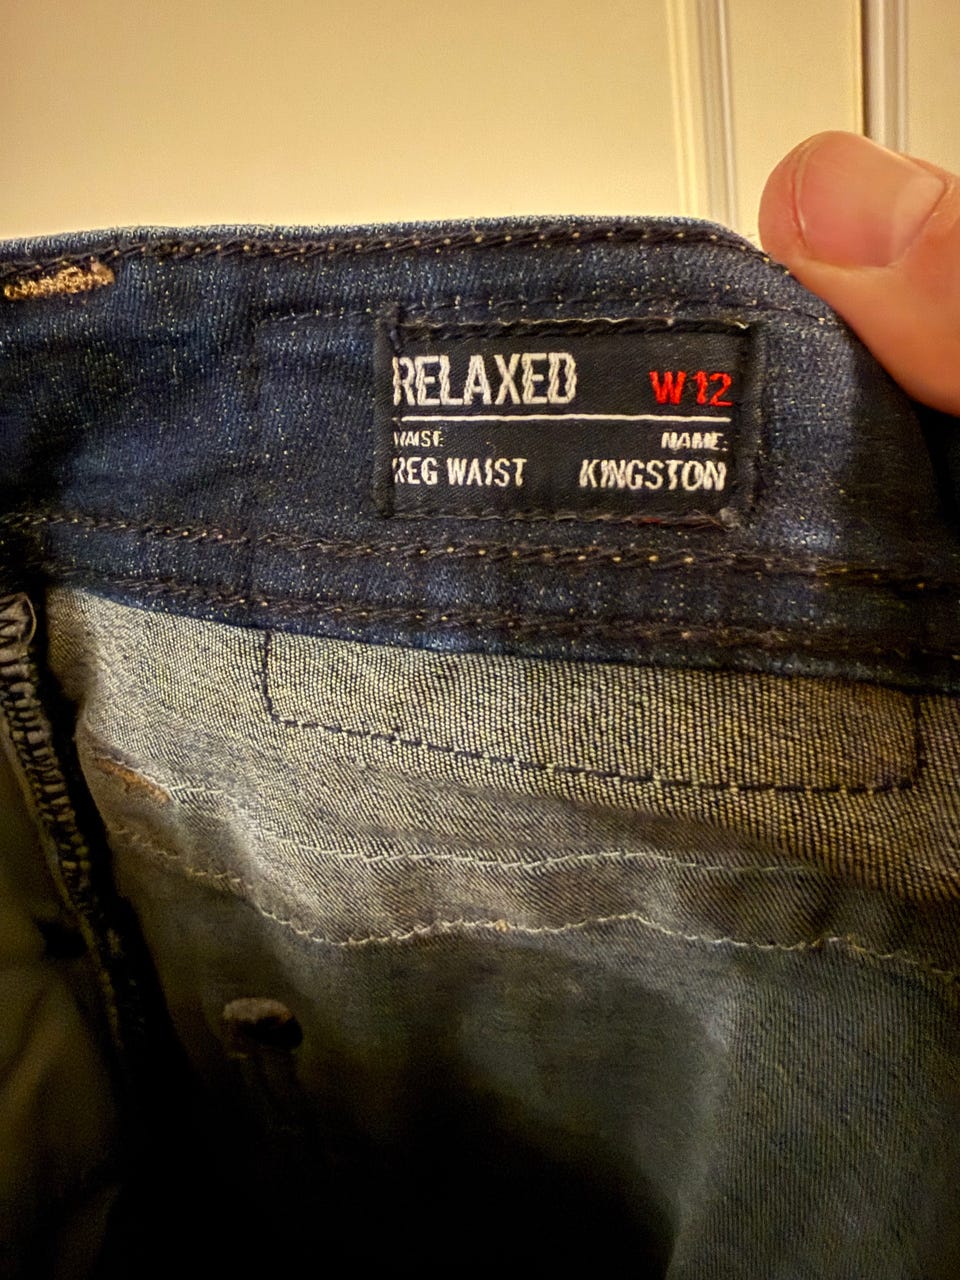 RELAXED W12
WAIST: NAME:
REG WAIST KINGSTON